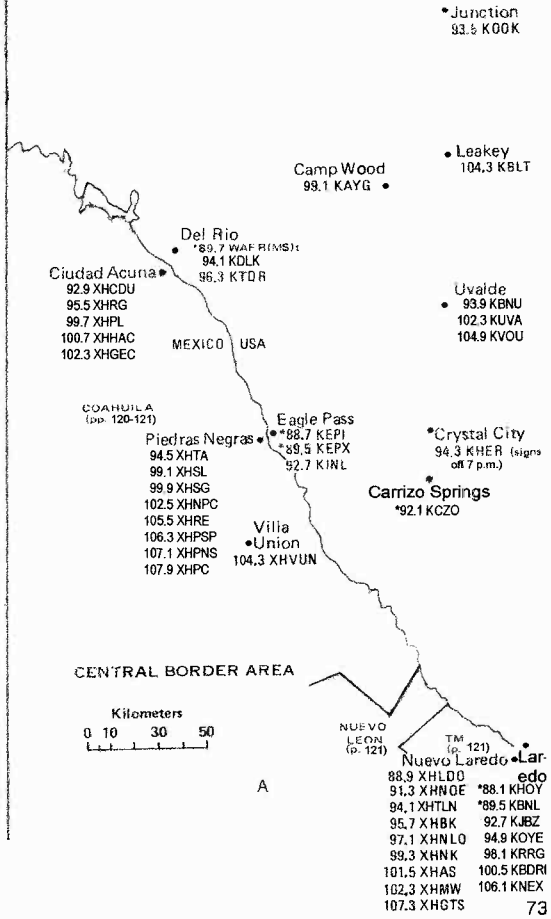 •Junction
93.5 KOOK
Camp Wood
99.1 KAYG •
• Leakey
104.3 KBLT
Del Rio
*89.7 WAER(MS)t
94.1 KDLK
96.3 KTDR
Ciudad Acuna
92.9 XHCDU
95.5 XHRG
99.7 XHPL
100.7 XHHAC
102.3 XHGEC
MEXICO USA
Uvalde
93.9 KBNU
102.3 KUVA
104.9 KVOU
COAHUILA
(pp. 120-121)
Eagle Pass
*88.7 KEPI
*89.5 KEPX
92.7 KINL
Piedras Negras
94.5 XHTA
99.1 XHSL
99.9 XHSG
102.5 XHNPC
105.5 XHRE
106.3 XHPSP
107.1 XHPNS
107.9 XHPC
Crystal City
94.3 KHER (signs
off 7 p.m.)
Carrizo Springs
*92.1 KCZO
Villa
•Union
104.3 XHVUN
CENTRAL BORDER AREA
Kilometers
0 10 30 50
NUEVO
LEON
(p. 121)
TM
(p. 121)
A
Nuevo Laredo
88.9 XHLDO
91.3 XHNOE
94.1 XHTLN
95.7 XHBK
97.1 XHNLO
99.3 XHNK
101.5 XHAS
102.3 XHMW
107.3 XHGTS
•Lar-
edo
*88.1 KHOY
*89.5 KBNL
92.7 KJBZ
94.9 KOYE
98.1 KRRG
100.5 KBDRI
106.1 KNEX
73